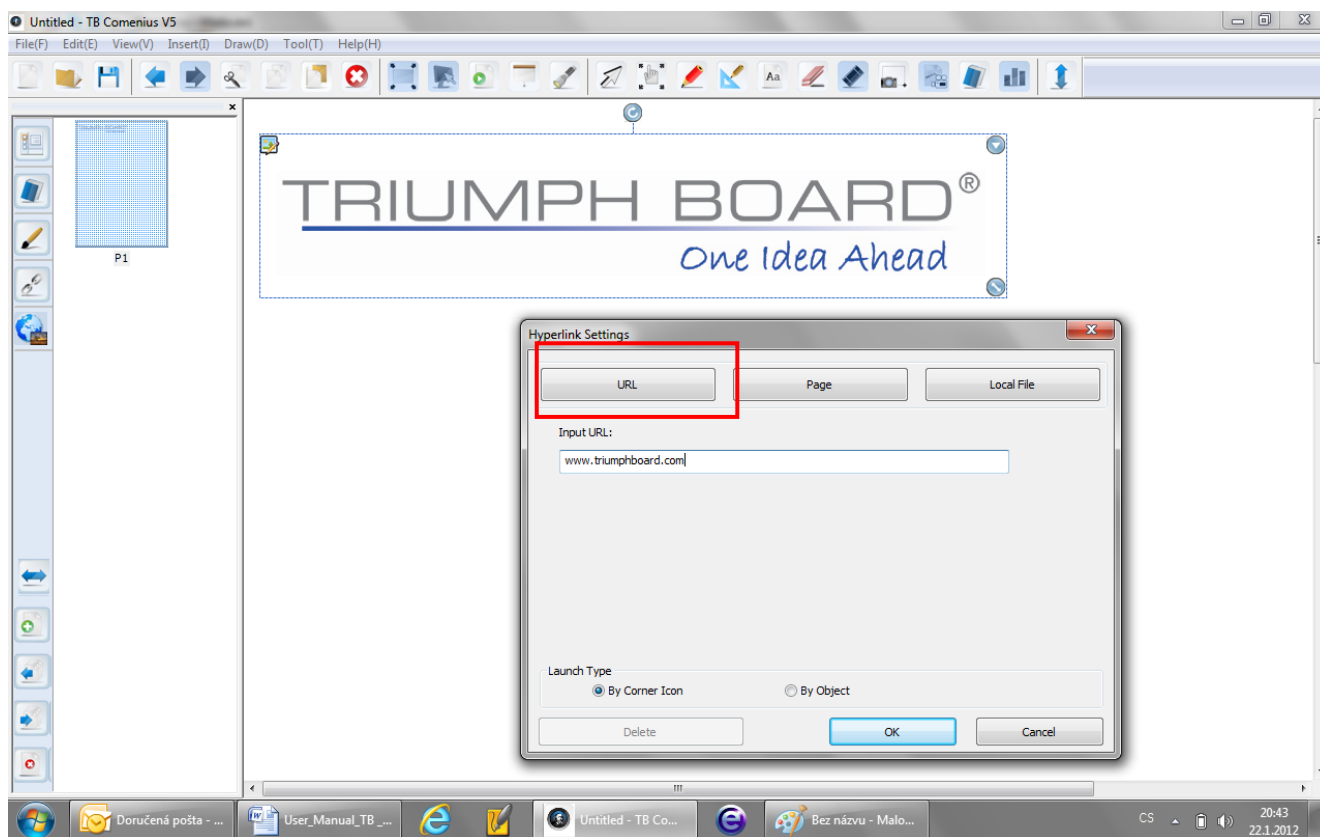 Untitled - TB Comenius V5
File(F) Edit(E) View(V) Insert(I) Draw(D) Tool(T) Help(H)
Aa
P1
TRIUMPH BOARD®
One Idea Ahead
Hyperlink Settings
URL Page Local File
Input URL:
www.triumphboard.com
Launch Type
By Corner Icon By Object
Delete OK Cancel
Doručená pošta - ... User_Manual_TB_... Untitled - TB Co... Bez názvu - Malo... CS 20:43
22.1.2012